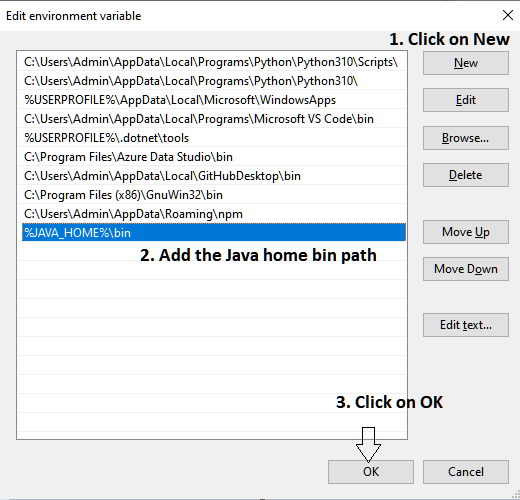 Edit environment variable
1. Click on New
C:\Users\Admin\AppData\Local\Programs\Python\Python310\Scripts\
New
C:\Users\Admin\AppData\Local\Programs\Python\Python310\
%USERPROFILE%\AppData\Local\Microsoft\WindowsApps
Edit
C:\Users\Admin\AppData\Local\Programs\Microsoft VS Code\bin
%USERPROFILE%\.dotnet\tools
Browse...
C:\Program Files\Azure Data Studio\bin
C:\Users\Admin\AppData\Local\GitHubDesktop\bin
Delete
C:\Program Files (x86)\GnuWin32\bin
C:\Users\Admin\AppData\Roaming\npm
%JAVA_HOME%\bin
Move Up
2. Add the Java home bin path
Move Down
Edit text...
3. Click on OK
OK
Cancel